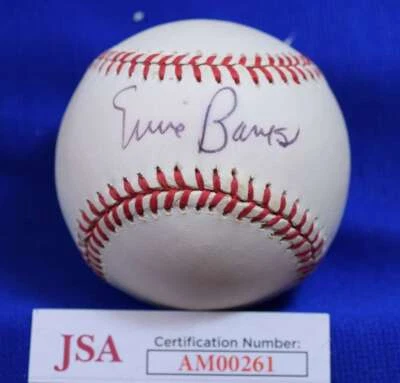 Ernie Banks
JSA
Certification Number:
AM00261